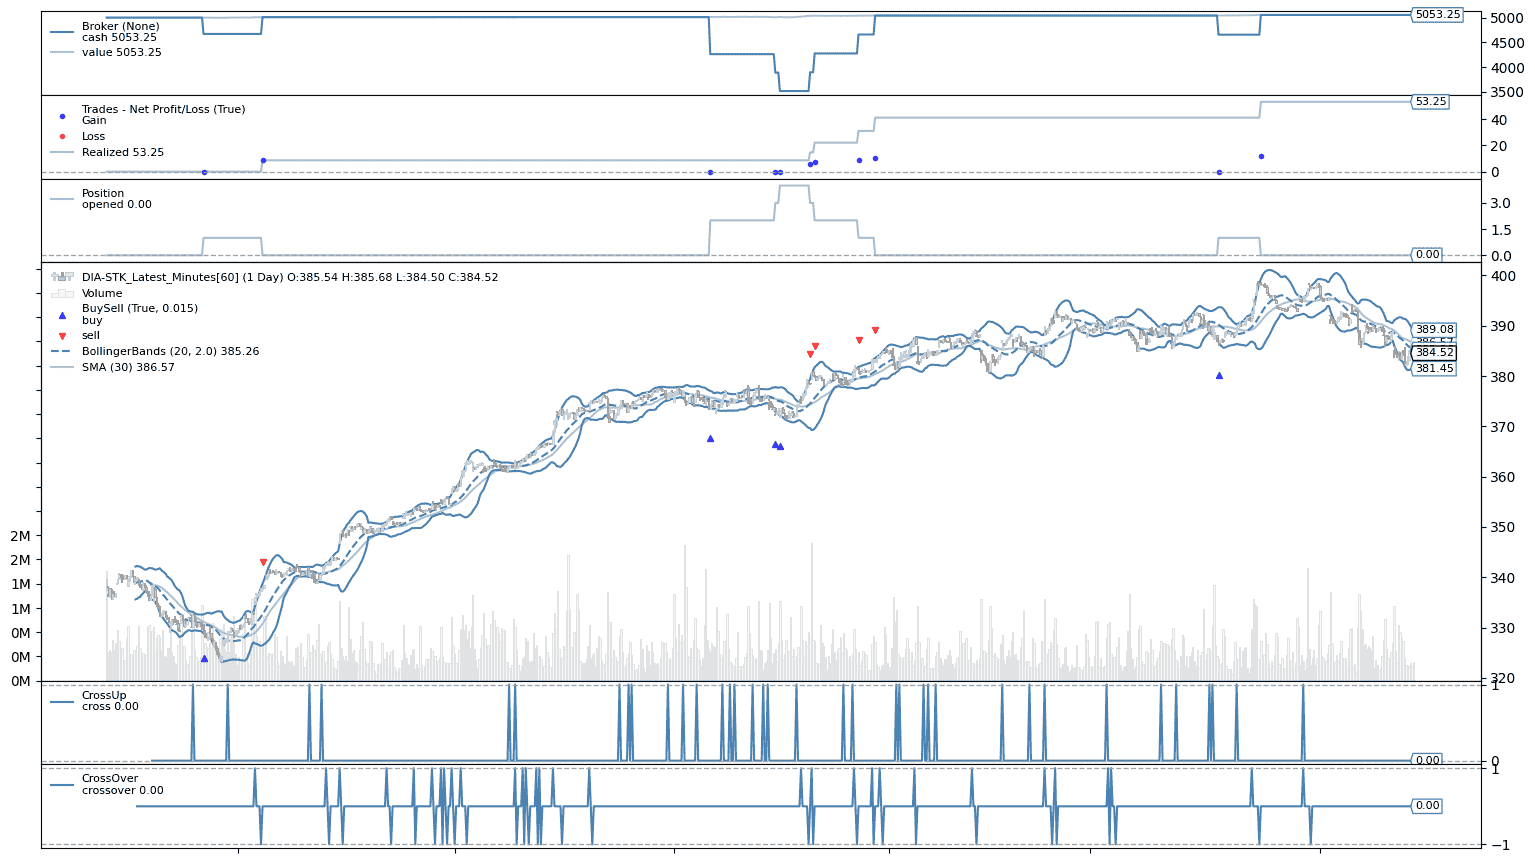 Broker (None)
cash 5053.25
value 5053.25
5053.25
5000
4500
4000
3500
Trades - Net Profit/Loss (True)
Gain
Loss
Realized 53.25
53.25
40
20
0
Position
opened 0.00
3.0
1.5
0.00
0.0
DIA-STK_Latest_Minutes[60] (1 Day) O:385.54 H:385.68 L:384.50 C:384.52
Volume
BuySell (True, 0.015)
buy
sell
BollingerBands (20, 2.0) 385.26
SMA (30) 386.57
400
390
389.08
384.52
381.45
380
370
360
350
340
330
320
2M
2M
1M
1M
0M
0M
0M
CrossUp
cross 0.00
1
0.00
0
CrossOver
crossover 0.00
1
0.00
−1